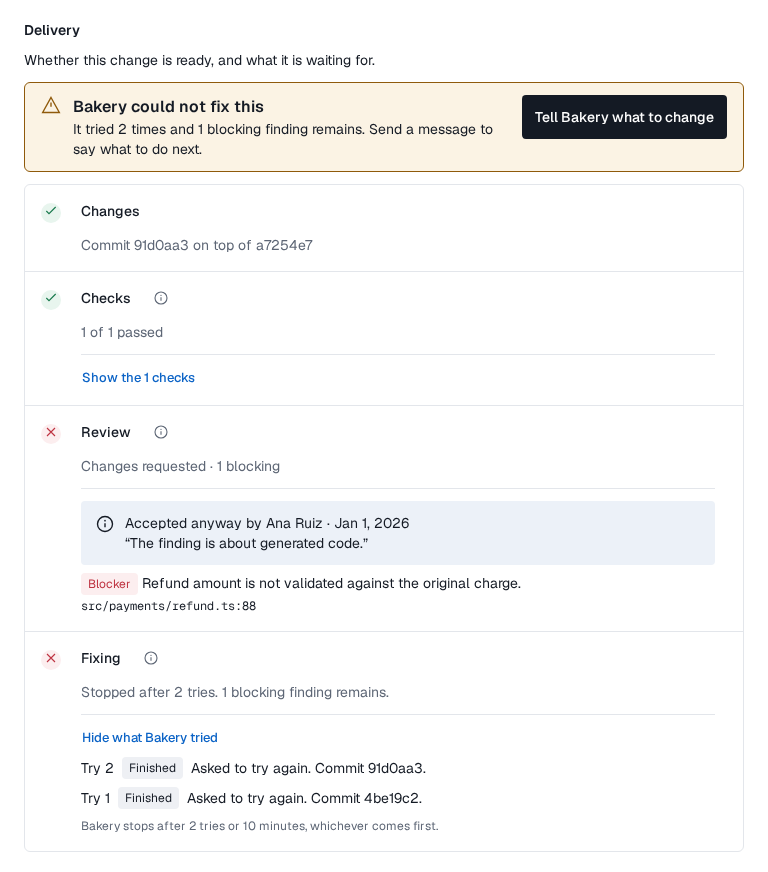 Delivery
Whether this change is ready, and what it is waiting for.
Bakery could not fix this
It tried 2 times and 1 blocking finding remains. Send a message to
say what to do next.
Tell Bakery what to change
Changes
Commit 91d0aa3 on top of a7254e7
Checks
1 of 1 passed
Show the 1 checks
Review
Changes requested · 1 blocking
Accepted anyway by Ana Ruiz · Jan 1, 2026
“The finding is about generated code.”
Blocker Refund amount is not validated against the original charge.
src/payments/refund.ts:88
Fixing
Stopped after 2 tries. 1 blocking finding remains.
Hide what Bakery tried
Try 2 Finished Asked to try again. Commit 91d0aa3.
Try 1 Finished Asked to try again. Commit 4be19c2.
Bakery stops after 2 tries or 10 minutes, whichever comes first.